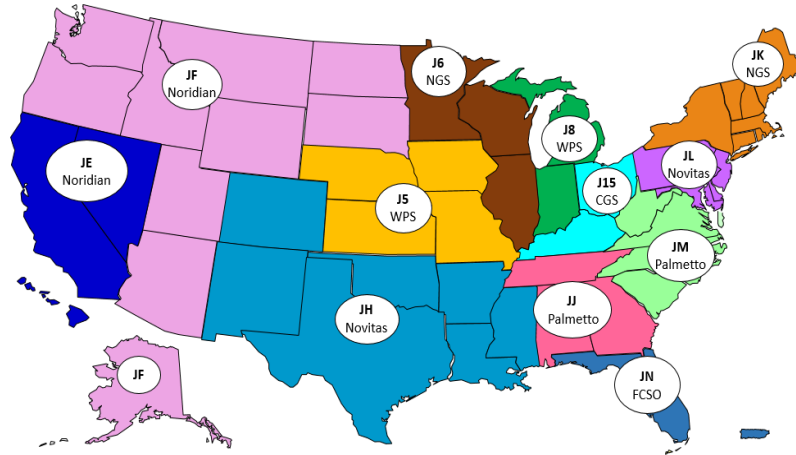 JF
Noridian
J6
NGS
JK
NGS
J8
WPS
JE
Noridian
JL
Novitas
J15
CGS
J5
WPS
JM
Palmetto
JH
Novitas
JJ
Palmetto
JF
JN
FCSO